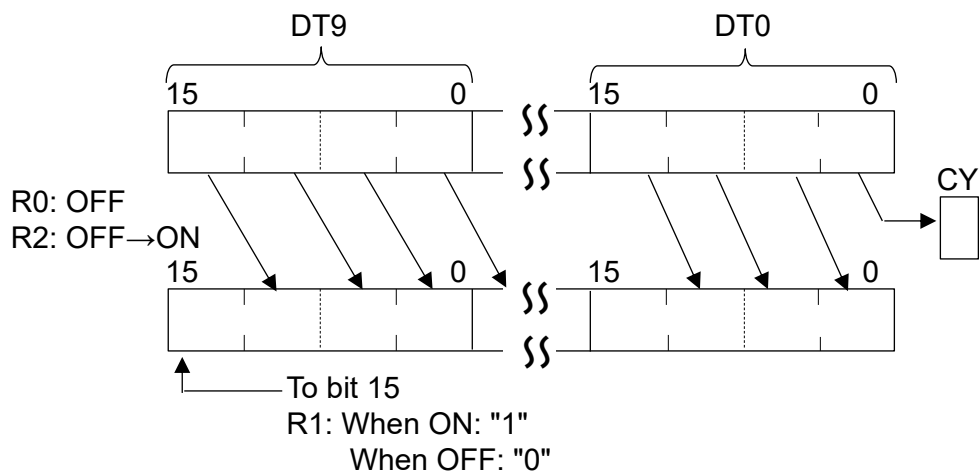 DT9 DT0
15 0 15 0
CY
R0: OFF
R2: OFF→ON
15 0 15 0
To bit 15
R1: When ON: "1"
When OFF: "0"